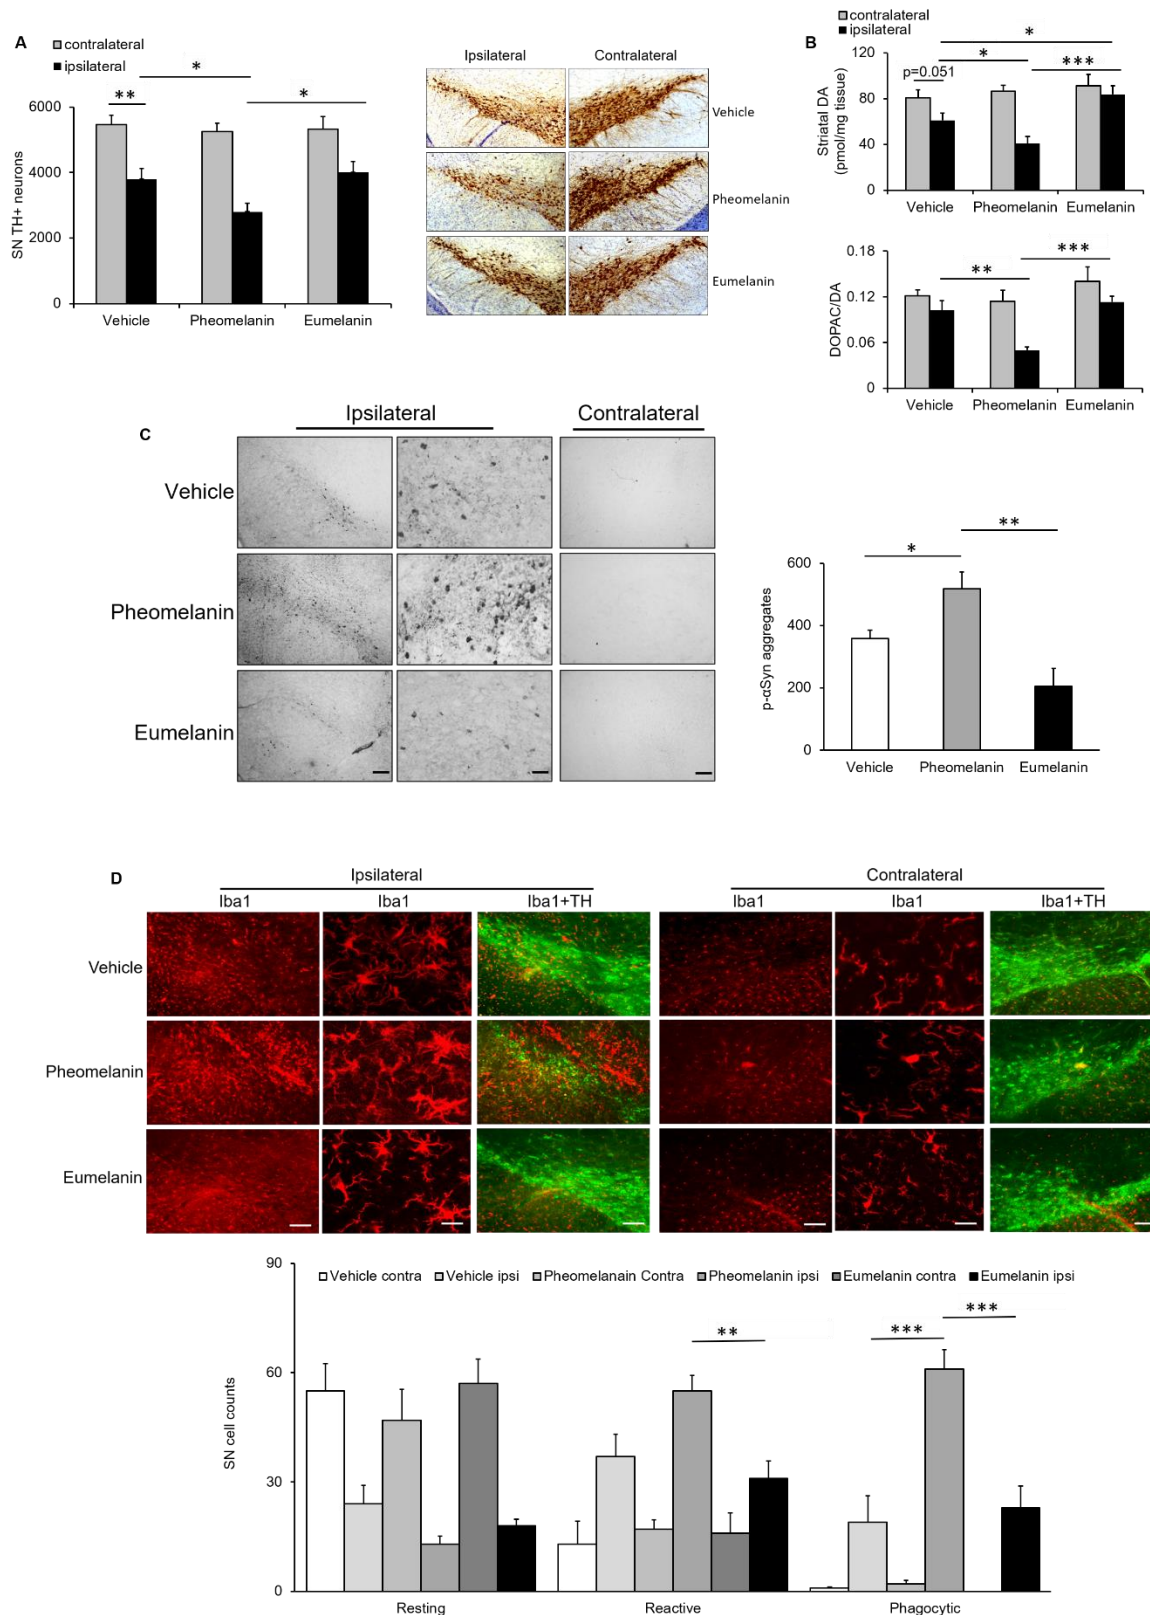 A
contralateral
ipsilateral
*
**
*
6000
4000
2000
0
SN TH+ neurons
Vehicle Pheomelanin Eumelanin
Ipsilateral Contralateral
Vehicle
Pheomelanin
Eumelanin
B
contralateral
ipsilateral
*
*
***
p=0.051
120
80
40
0
Striatal DA
(pmol/mg tissue)
Vehicle Pheomelanin Eumelanin
***
**
0.18
0.12
0.06
0
DOPAC/DA
Vehicle Pheomelanin Eumelanin
C
Ipsilateral Contralateral
Vehicle
Pheomelanin
Eumelanin
**
*
600
400
200
0
p-αSyn aggregates
Vehicle Pheomelanin Eumelanin
D
Ipsilateral Contralateral
Iba1 Iba1 Iba1+TH Iba1 Iba1 Iba1+TH
Vehicle
Pheomelanin
Eumelanin
90
60
30
0
SN cell counts
Vehicle contra Vehicle ipsi Pheomelanain Contra Pheomelanin ipsi Eumelanin contra Eumelanin ipsi
** *** ***
Resting Reactive Phagocytic